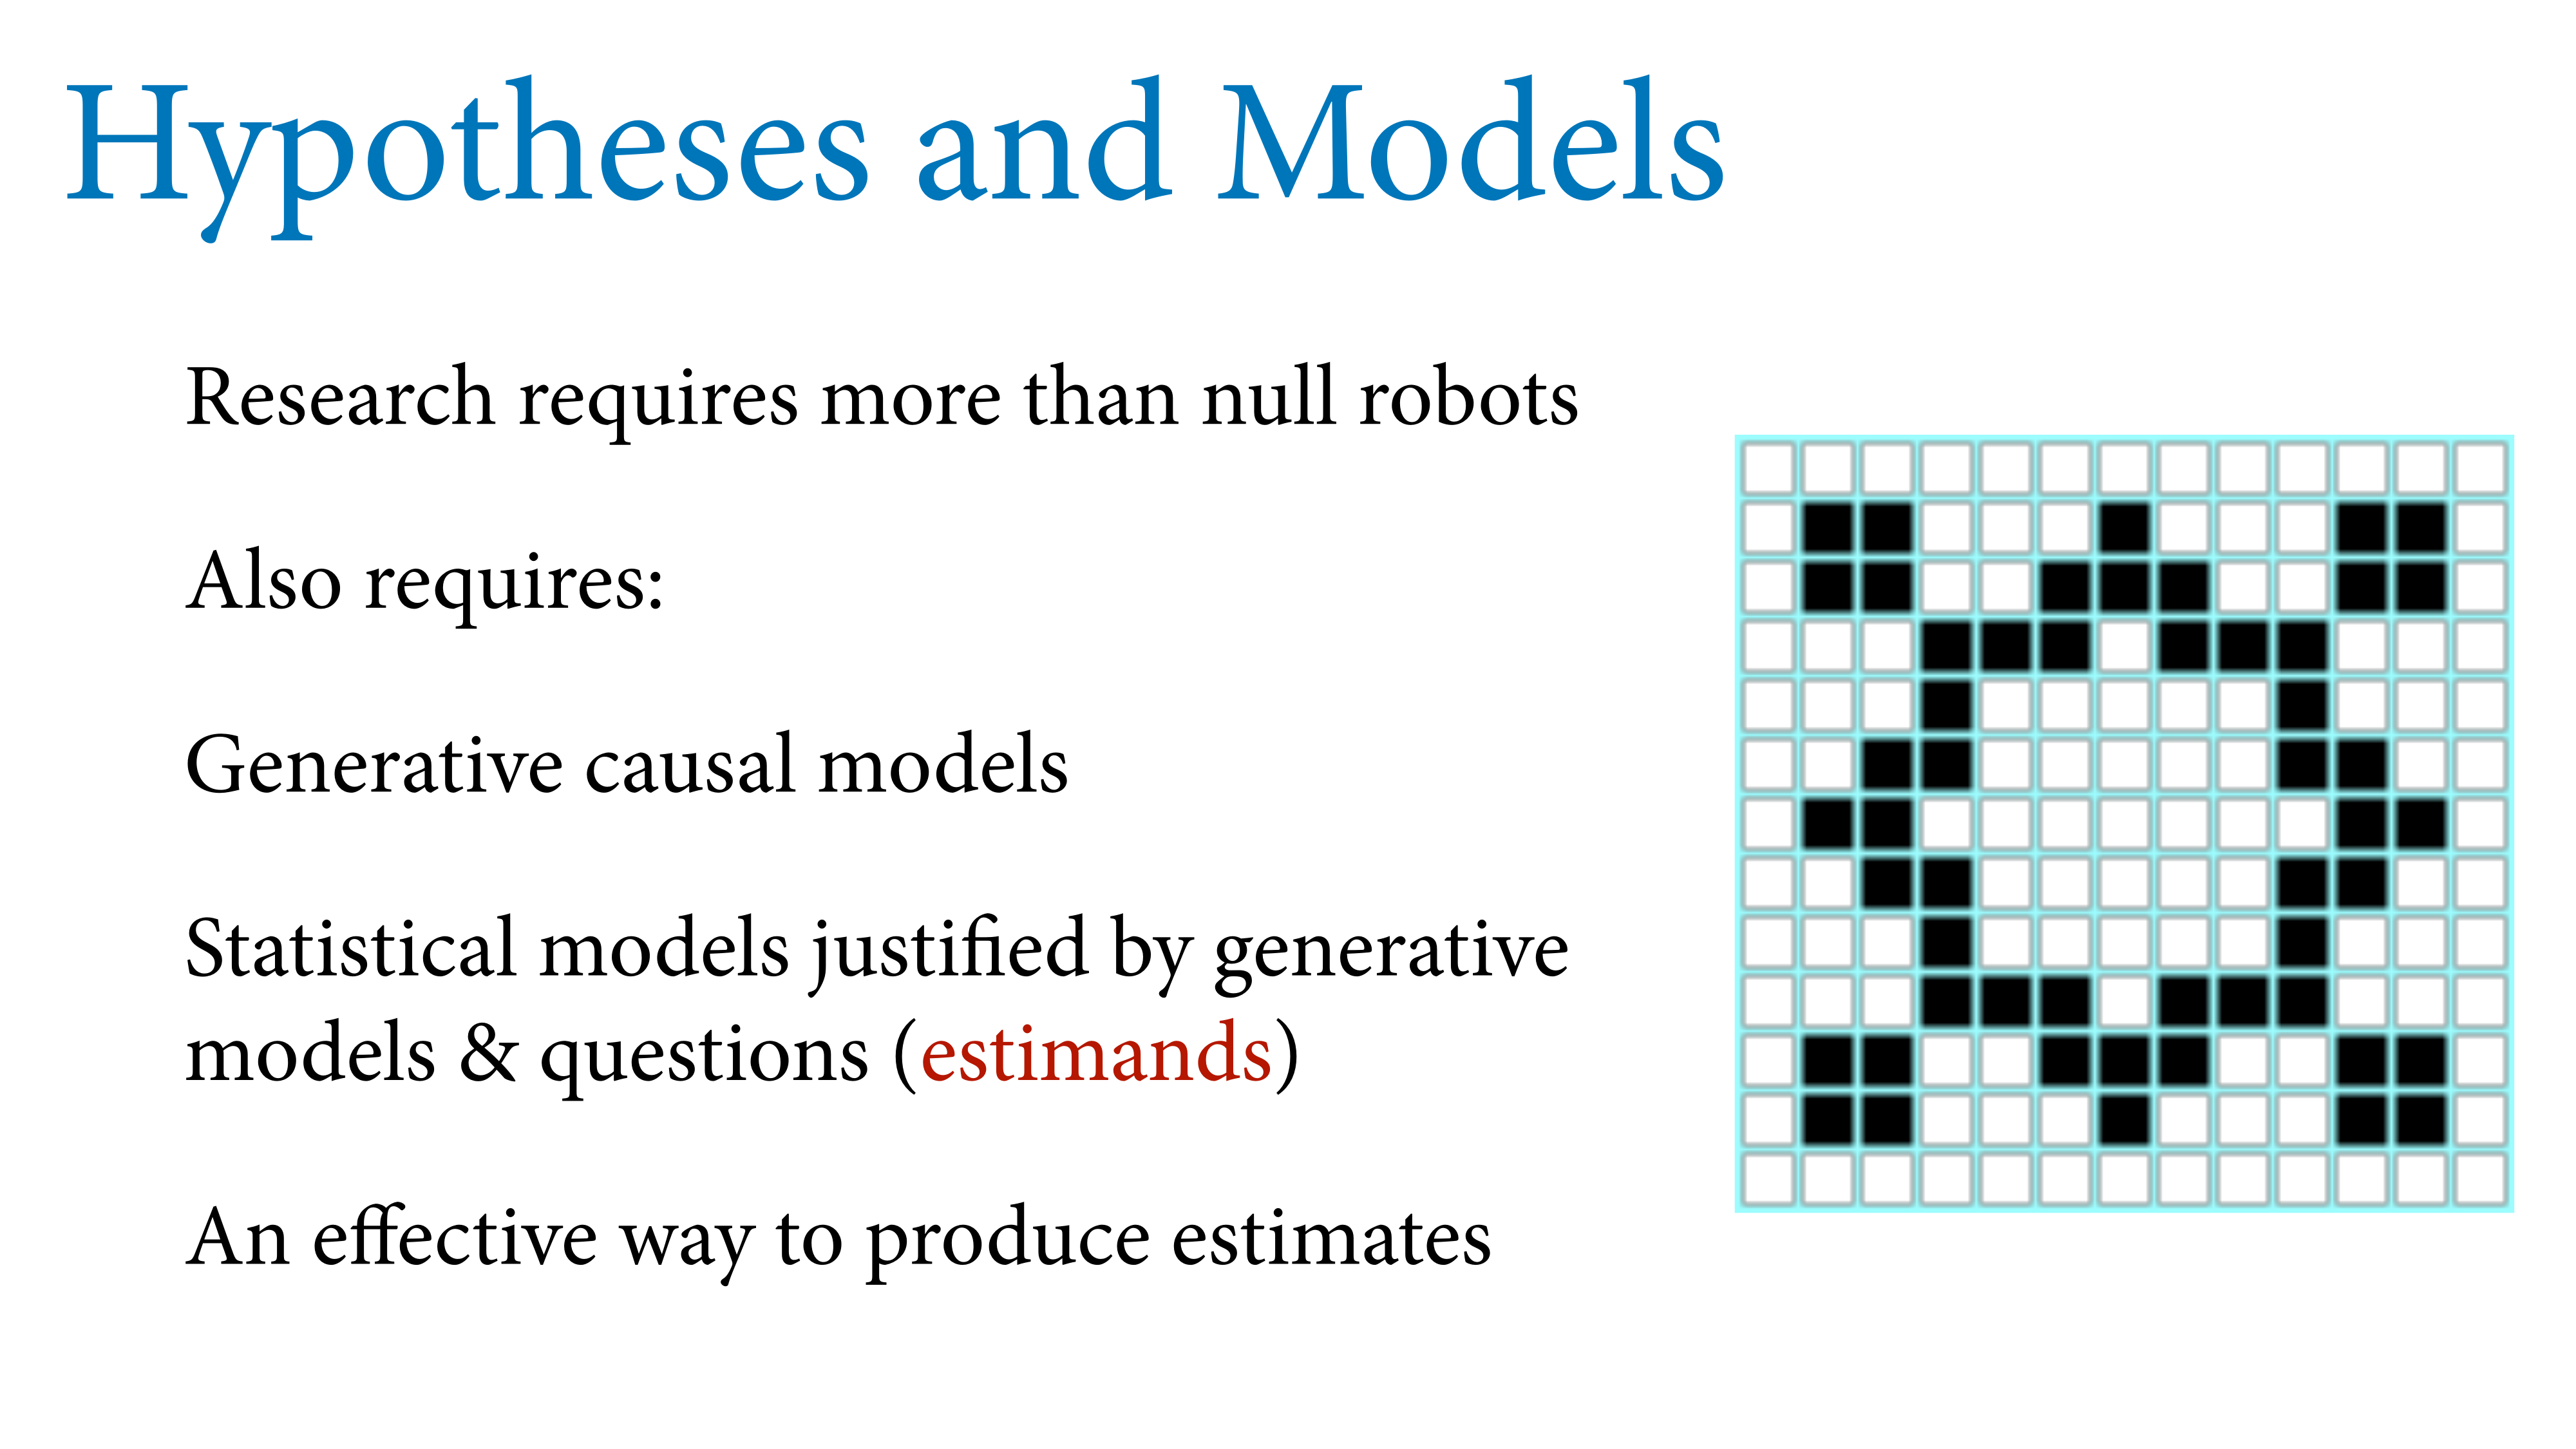 Hypotheses and Models
Research requires more than null robots
Also requires:
Generative causal models
Statistical models justified by generative
models & questions (estimands)
An effective way to produce estimates